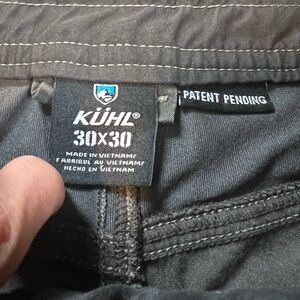 KÜHL®
30X30
MADE IN VIETNAM/
FABRIQUÉ AU VIETNAM/
HECHO EN VIETNAM
PATENT PENDING